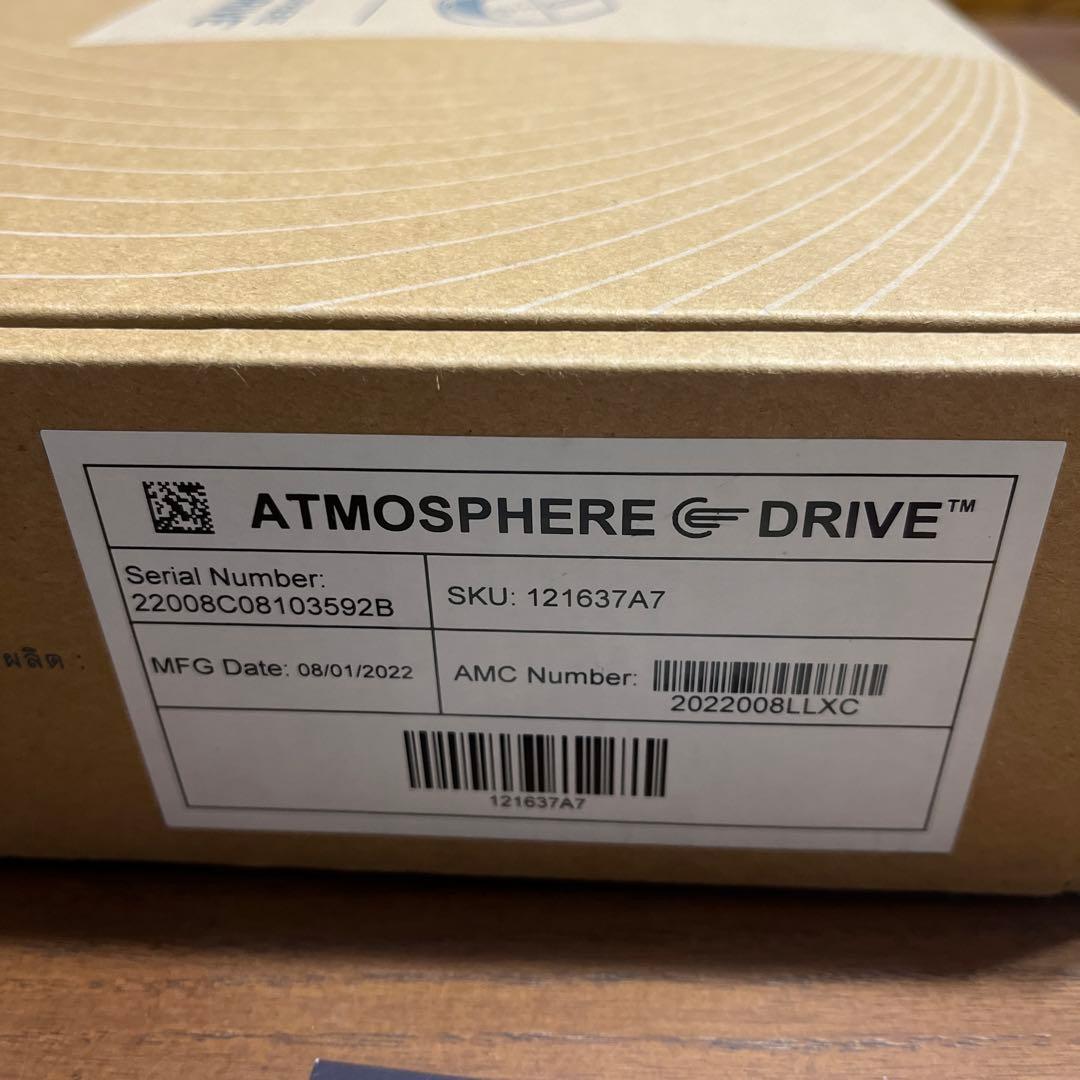 ATMOSPHERE DRIVE™
Serial Number:
22008C08103592B
SKU: 121637A7
ผลิต :
MFG Date: 08/01/2022
AMC Number:
2022008LLXC
121637A7